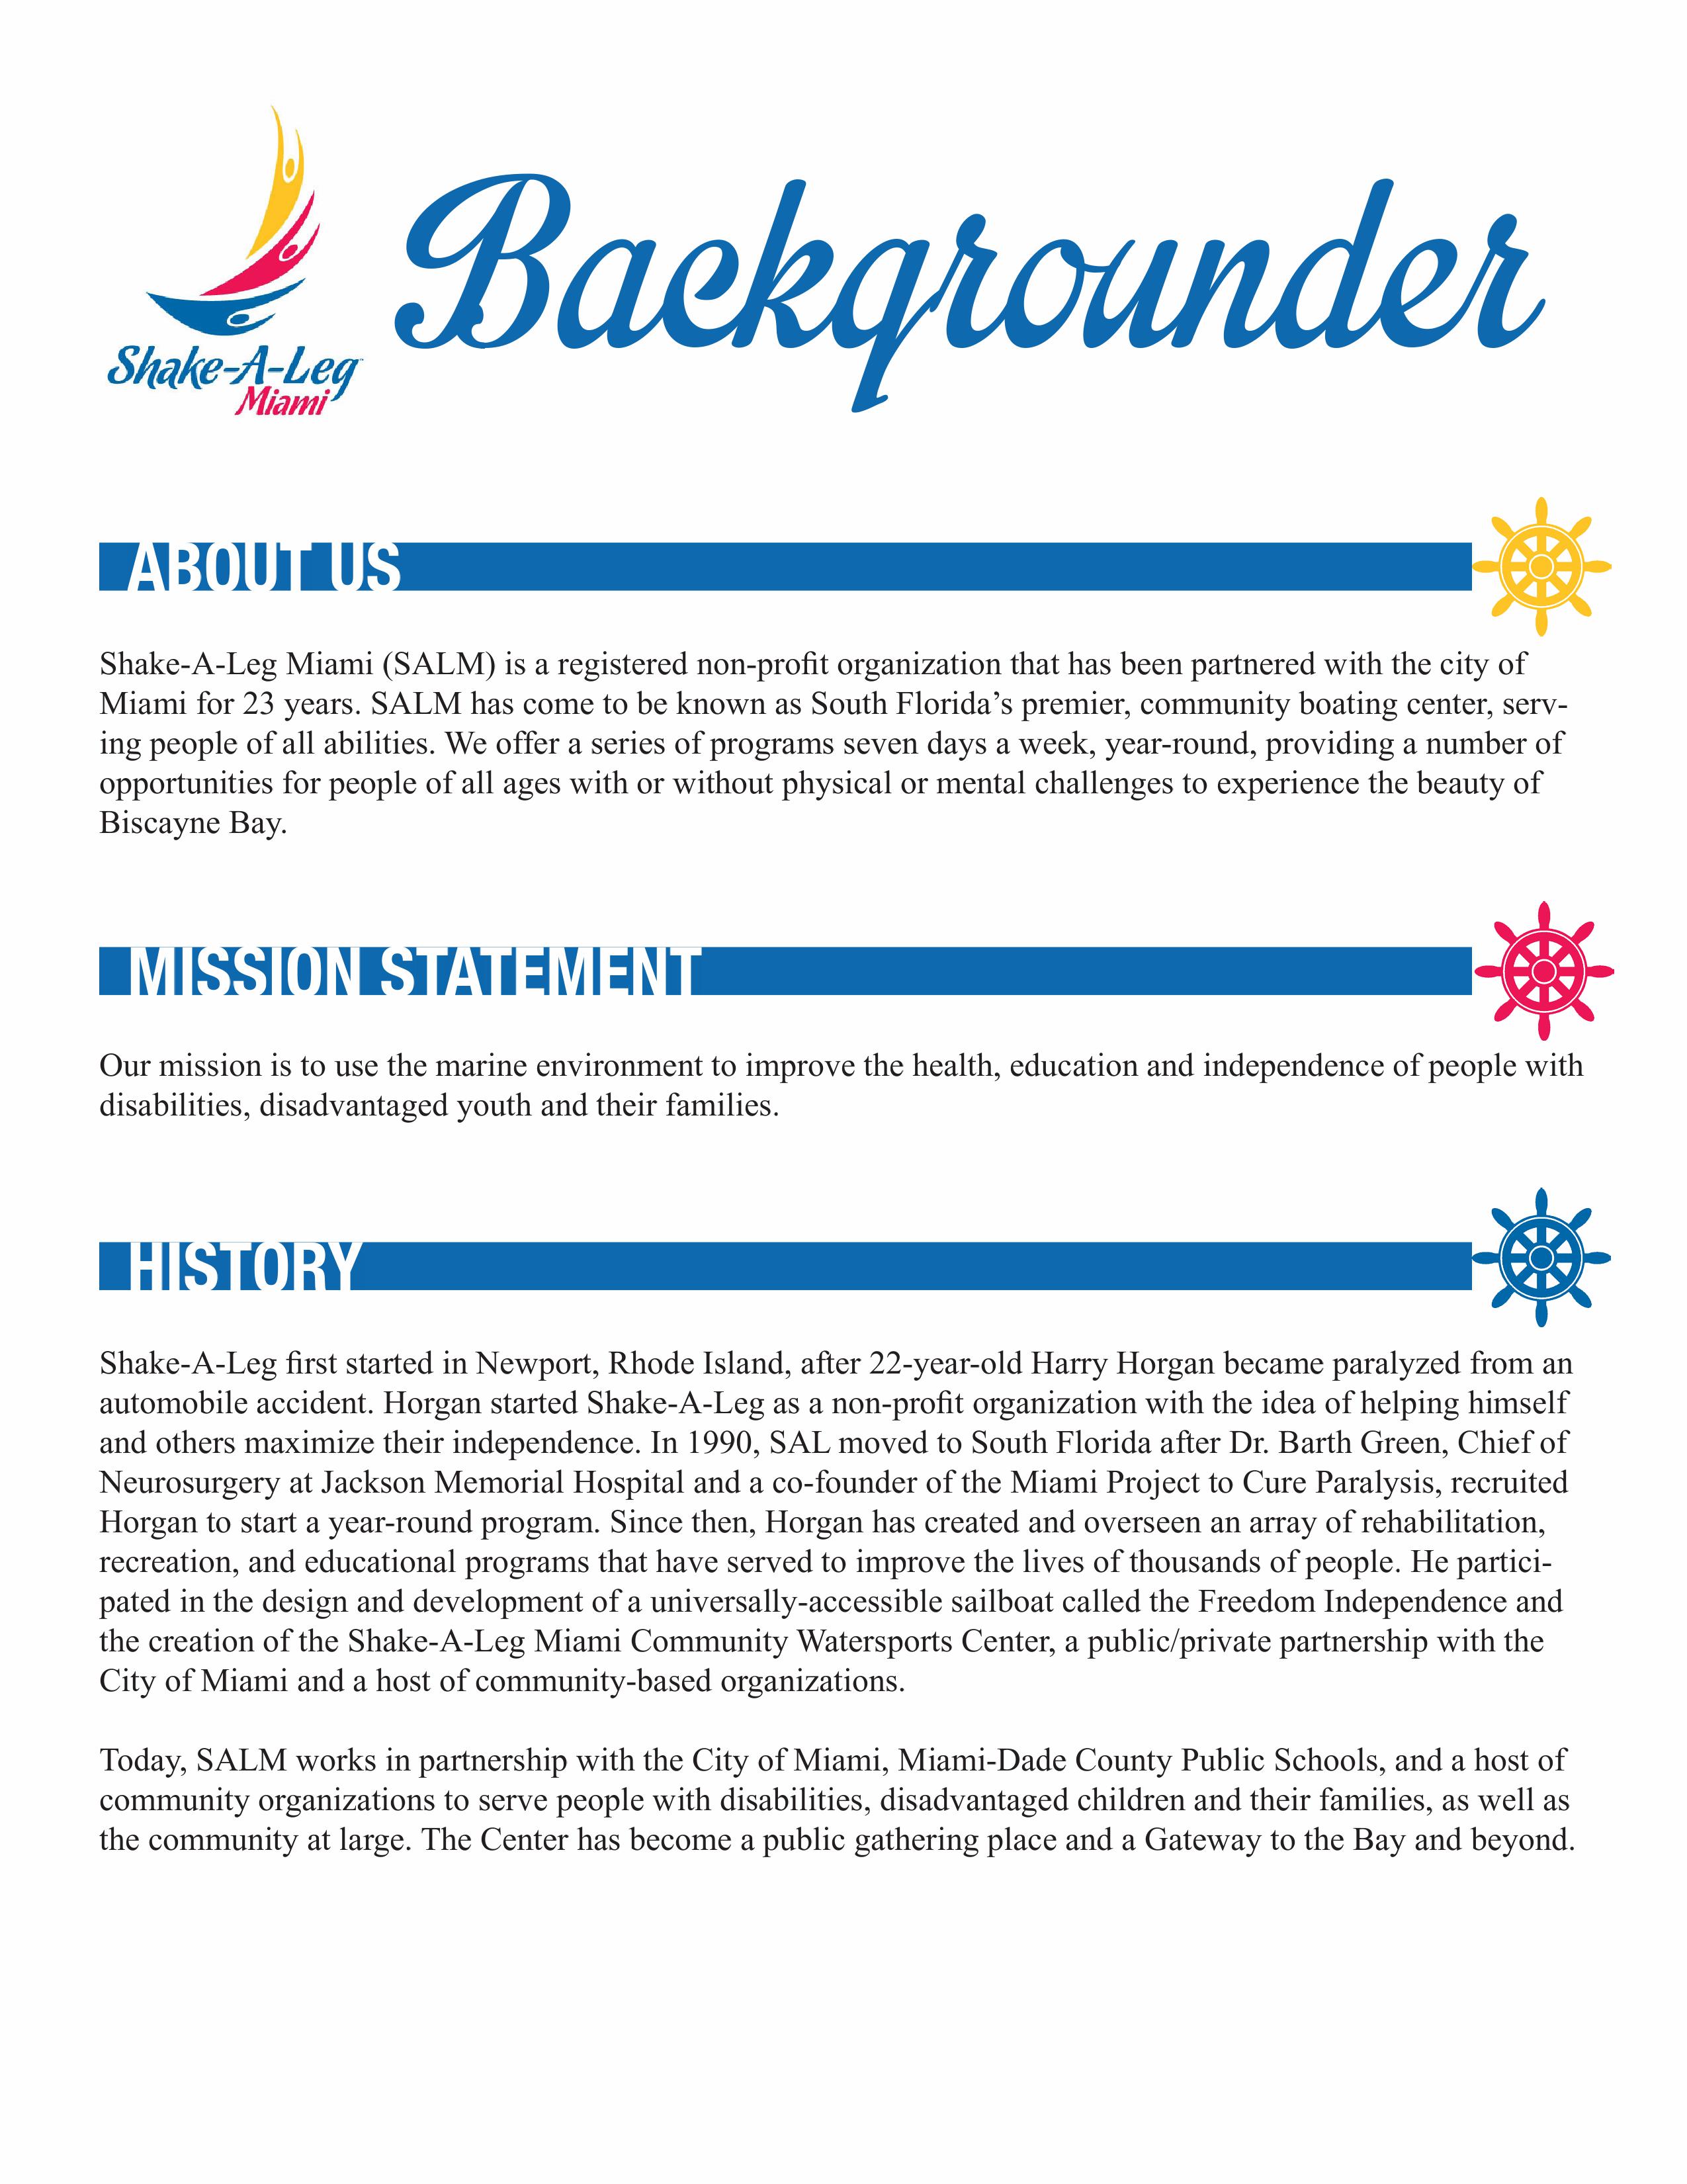 Backgrounder
Shake-A-Leg
Miami
ABOUT US
Shake-A-Leg Miami (SALM) is a registered non-profit organization that has been partnered with the city of
Miami for 23 years. SALM has come to be known as South Florida’s premier, community boating center, serv-
ing people of all abilities. We offer a series of programs seven days a week, year-round, providing a number of
opportunities for people of all ages with or without physical or mental challenges to experience the beauty of
Biscayne Bay.
MISSION STATEMENT
Our mission is to use the marine environment to improve the health, education and independence of people with
disabilities, disadvantaged youth and their families.
HISTORY
Shake-A-Leg first started in Newport, Rhode Island, after 22-year-old Harry Horgan became paralyzed from an
automobile accident. Horgan started Shake-A-Leg as a non-profit organization with the idea of helping himself
and others maximize their independence. In 1990, SAL moved to South Florida after Dr. Barth Green, Chief of
Neurosurgery at Jackson Memorial Hospital and a co-founder of the Miami Project to Cure Paralysis, recruited
Horgan to start a year-round program. Since then, Horgan has created and overseen an array of rehabilitation,
recreation, and educational programs that have served to improve the lives of thousands of people. He partici-
pated in the design and development of a universally-accessible sailboat called the Freedom Independence and
the creation of the Shake-A-Leg Miami Community Watersports Center, a public/private partnership with the
City of Miami and a host of community-based organizations.
Today, SALM works in partnership with the City of Miami, Miami-Dade County Public Schools, and a host of
community organizations to serve people with disabilities, disadvantaged children and their families, as well as
the community at large. The Center has become a public gathering place and a Gateway to the Bay and beyond.